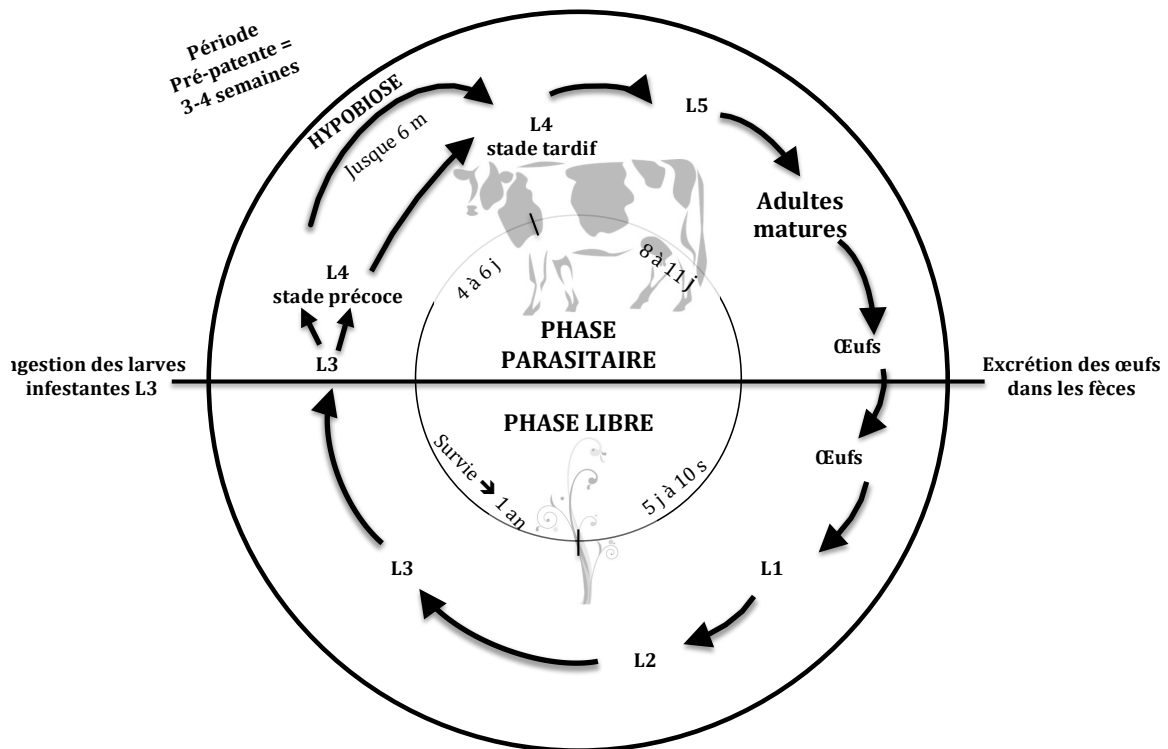 Période
Pré-patente =
3-4 semaines
HYPOBIOSE
Jusque 6 m
L4
stade tardif
L5
Adultes
matures
4 à 6 j
8 à 11 j
L4
stade précoce
PHASE
PARASITAIRE
L3
Œufs
ngestion des larves
infestantes L3
Excrétion des œufs
dans les fèces
PHASE LIBRE
Œufs
Survie ➔ 1 an
5 j à 10 s
L3
L1
L2